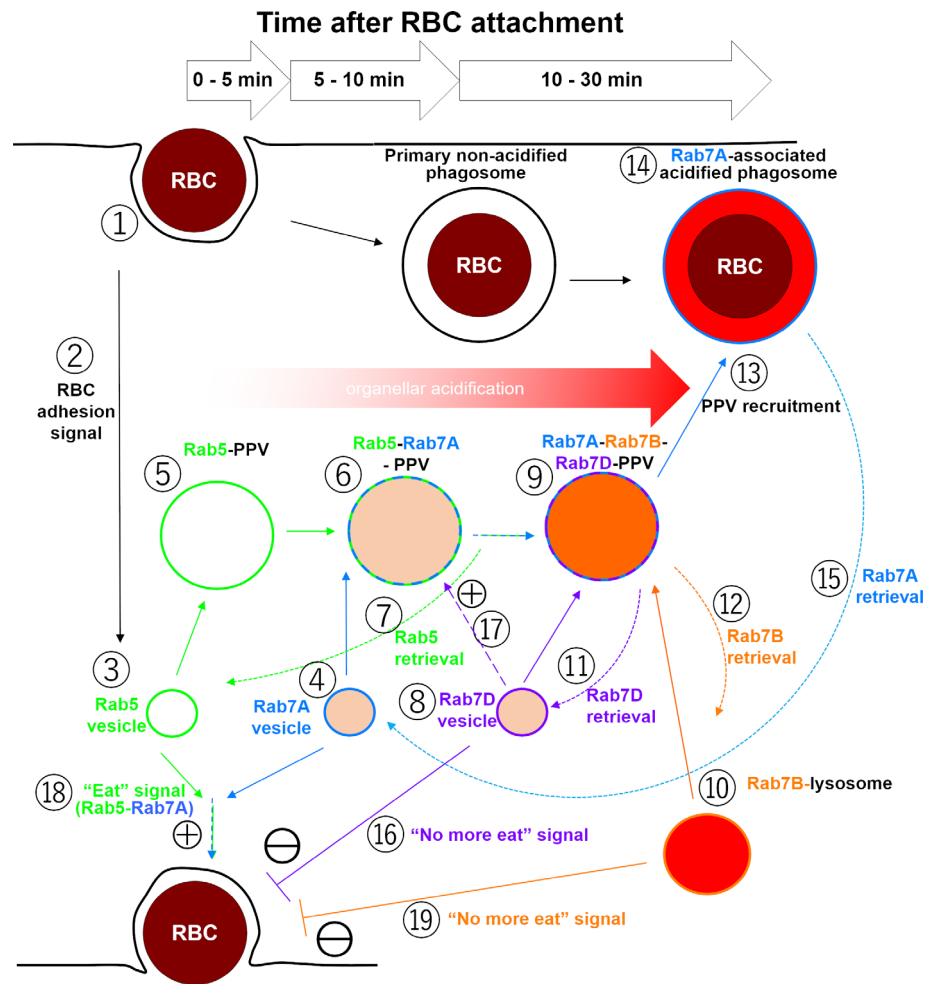 Time after RBC attachment
0 - 5 min
5 - 10 min
10 - 30 min
RBC
①
Primary non-acidified
phagosome
RBC
⑭
Rab7A-associated
acidified phagosome
RBC
②
RBC
adhesion
signal
organellar acidification
⑬
PPV recruitment
⑤
Rab5-PPV
⑥
Rab5-Rab7A
- PPV
⑨
Rab7A-Rab7B-
Rab7D-PPV
⑮
Rab7A
retrieval
⑦
Rab5
retrieval
+
⑰
⑪
Rab7D
retrieval
⑫
Rab7B
retrieval
③
Rab5
vesicle
④
Rab7A
vesicle
⑧
Rab7D
vesicle
⑩
Rab7B-lysosome
⑱
“Eat” signal
(Rab5-Rab7A)
+
−
⑯
“No more eat” signal
⑲
“No more eat” signal
−
RBC